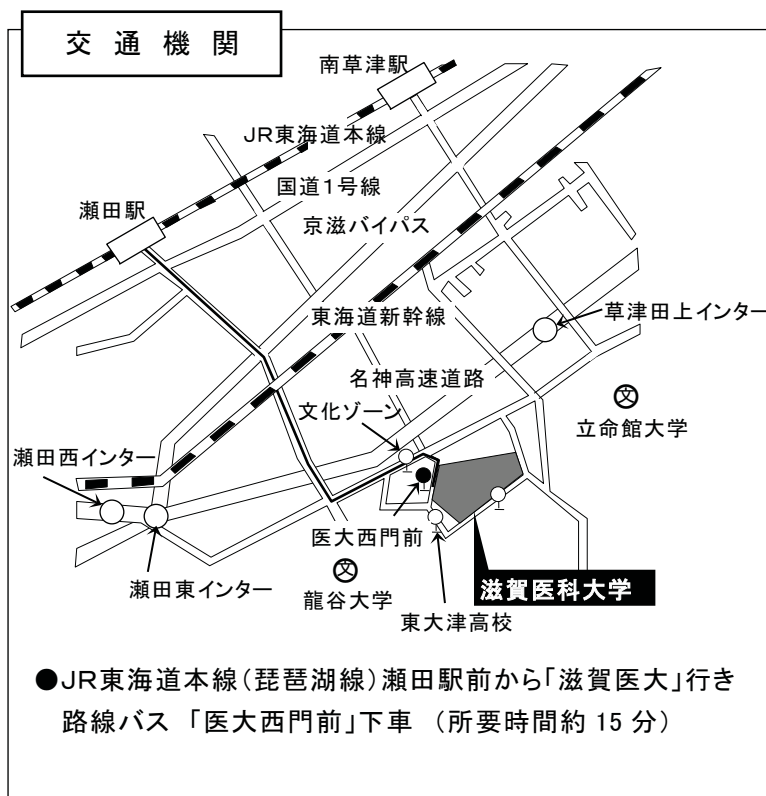 交 通 機 関
南草津駅
JR東海道本線
国道1号線
瀬田駅
京滋バイパス
東海道新幹線
草津田上インター
名神高速道路
文化ゾーン
文
立命館大学
瀬田西インター
医大西門前
文
瀬田東インター
龍谷大学
滋賀医科大学
東大津高校
●JR東海道本線(琵琶湖線)瀬田駅前から「滋賀医大」行き
路線バス 「医大西門前」下車 (所要時間約 15 分)